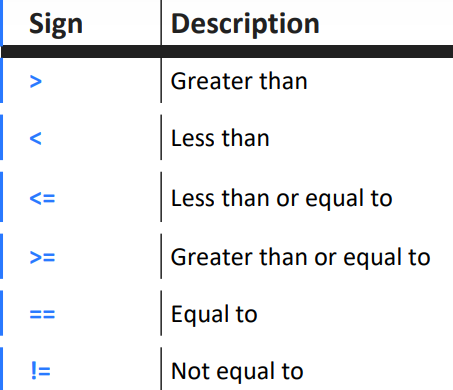 Sign Description
> Greater than
< Less than
<= Less than or equal to
>= Greater than or equal to
== Equal to
!= Not equal to